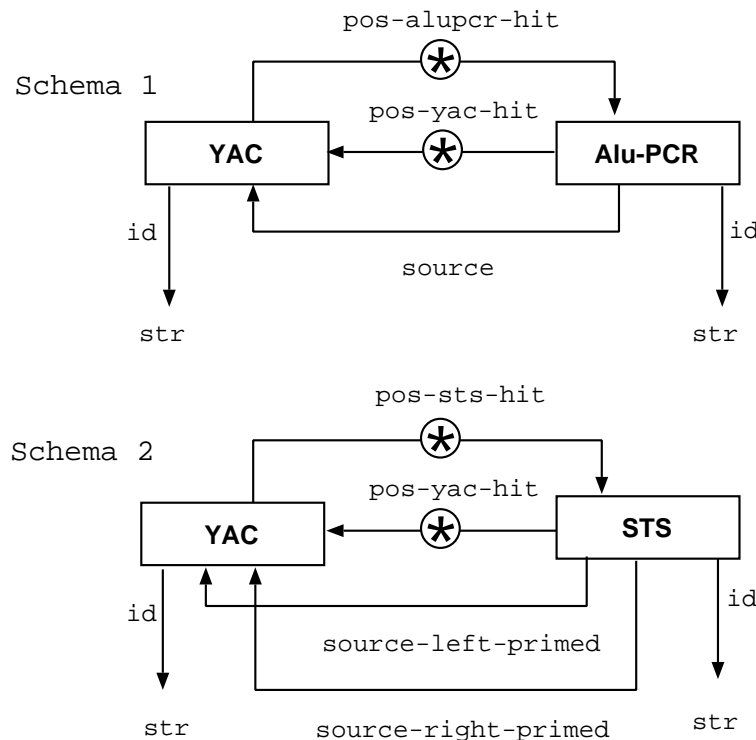 pos-alupcr-hit
Schema 1
pos-yac-hit
YAC
Alu-PCR
id
id
source
str
str
pos-sts-hit
Schema 2
pos-yac-hit
YAC
STS
id
id
source-left-primed
str
str
source-right-primed